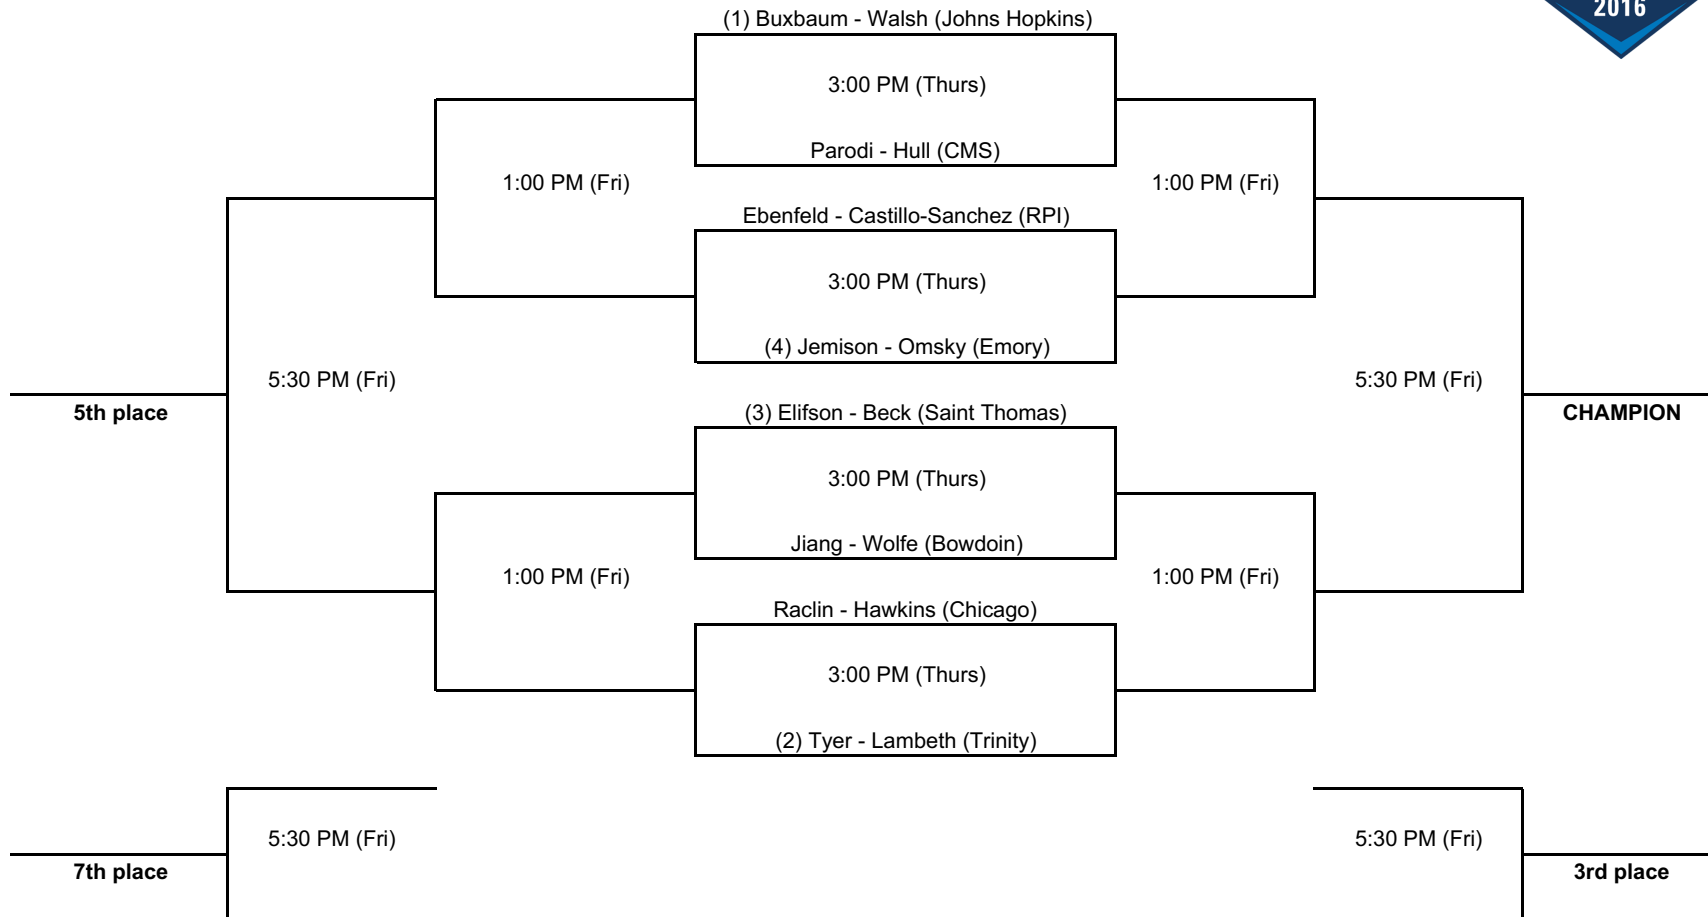 2016
(1) Buxbaum - Walsh (Johns Hopkins)
3:00 PM (Thurs)
Parodi - Hull (CMS)
1:00 PM (Fri)
1:00 PM (Fri)
Ebenfeld - Castillo-Sanchez (RPI)
3:00 PM (Thurs)
(4) Jemison - Omsky (Emory)
5:30 PM (Fri)
5:30 PM (Fri)
5th place
(3) Elifson - Beck (Saint Thomas)
CHAMPION
3:00 PM (Thurs)
Jiang - Wolfe (Bowdoin)
1:00 PM (Fri)
1:00 PM (Fri)
Raclin - Hawkins (Chicago)
3:00 PM (Thurs)
(2) Tyer - Lambeth (Trinity)
5:30 PM (Fri)
5:30 PM (Fri)
7th place
3rd place